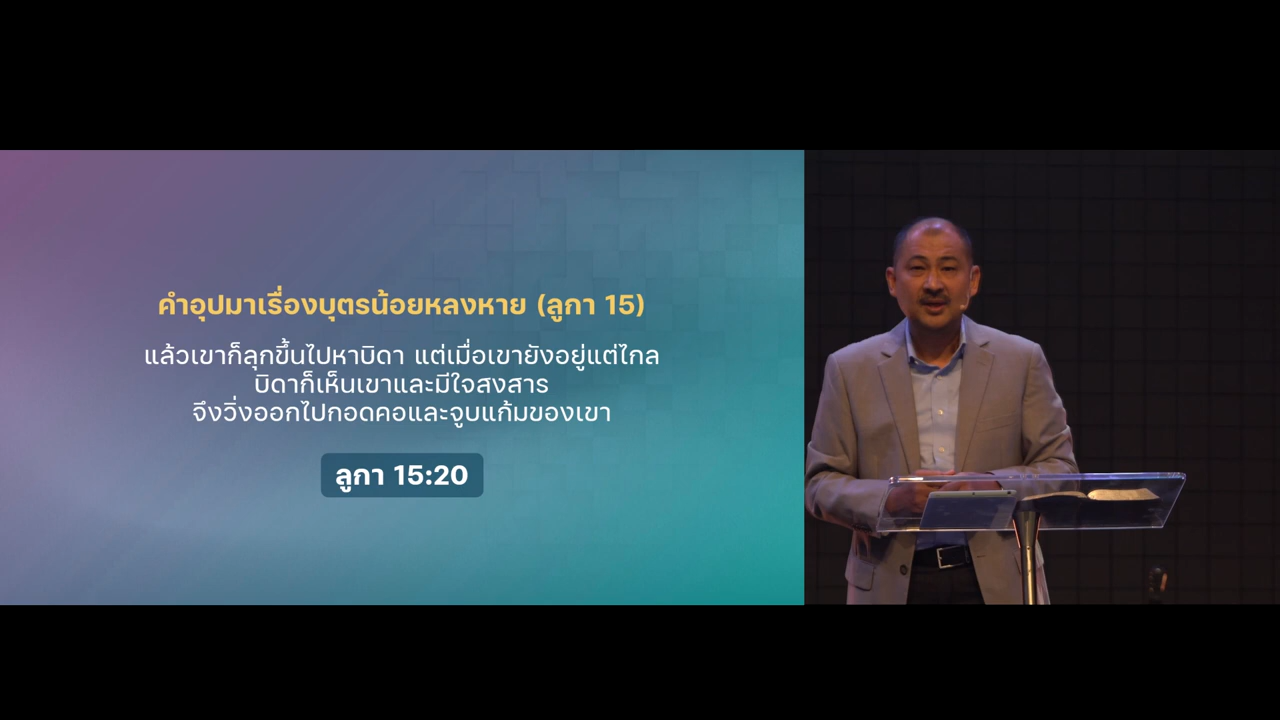 คำอุปมาเรื่องบุตรน้อยหลงหาย (ลูกา 15)
แล้วเขาก็ลุกขึ้นไปหาบิดา แต่เมื่อเขายังอยู่แต่ไกล
บิดาก็เห็นเขาและมีใจสงสาร
จึงวิ่งออกไปกอดคอและจูบแก้มของเขา
ลูกา 15:20